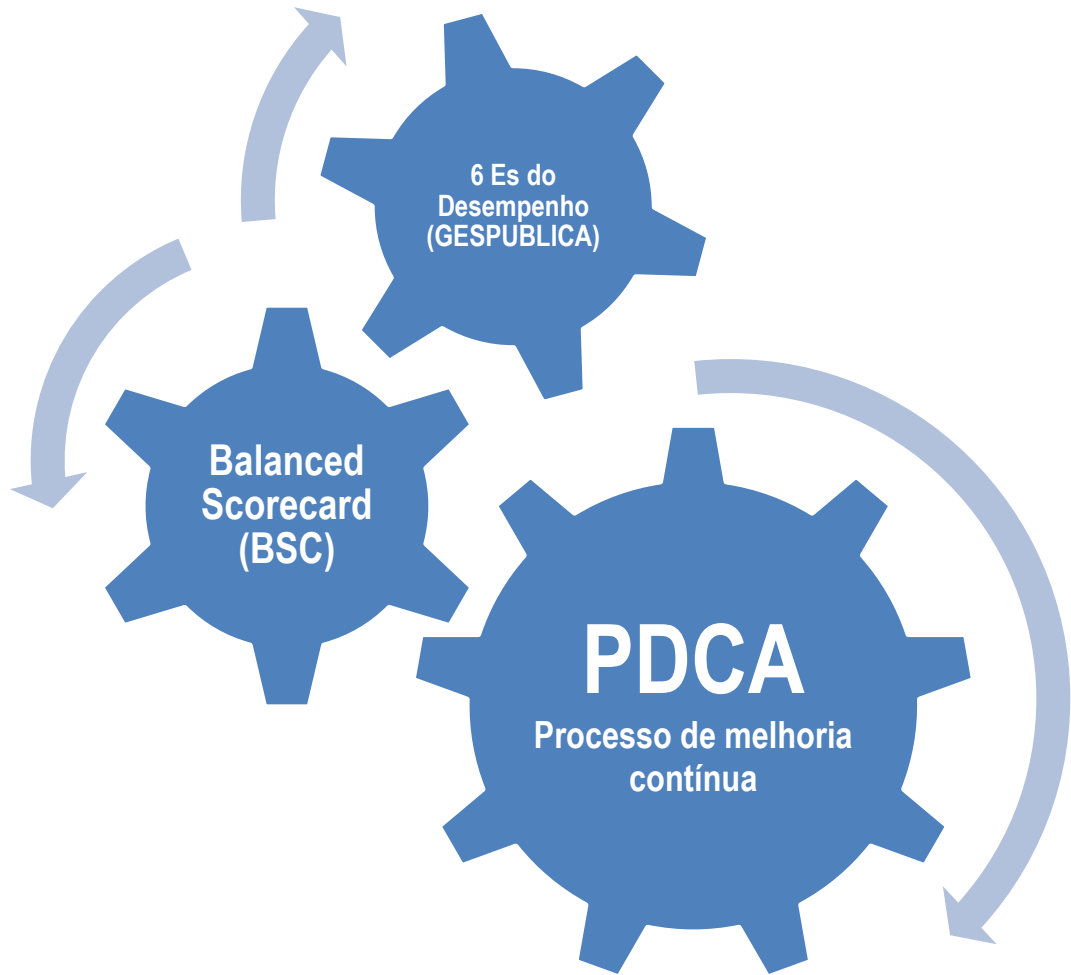 6 Es do
Desempenho
(GESPUBLICA)
Balanced
Scorecard
(BSC)
PDCA
Processo de melhoria
contínua